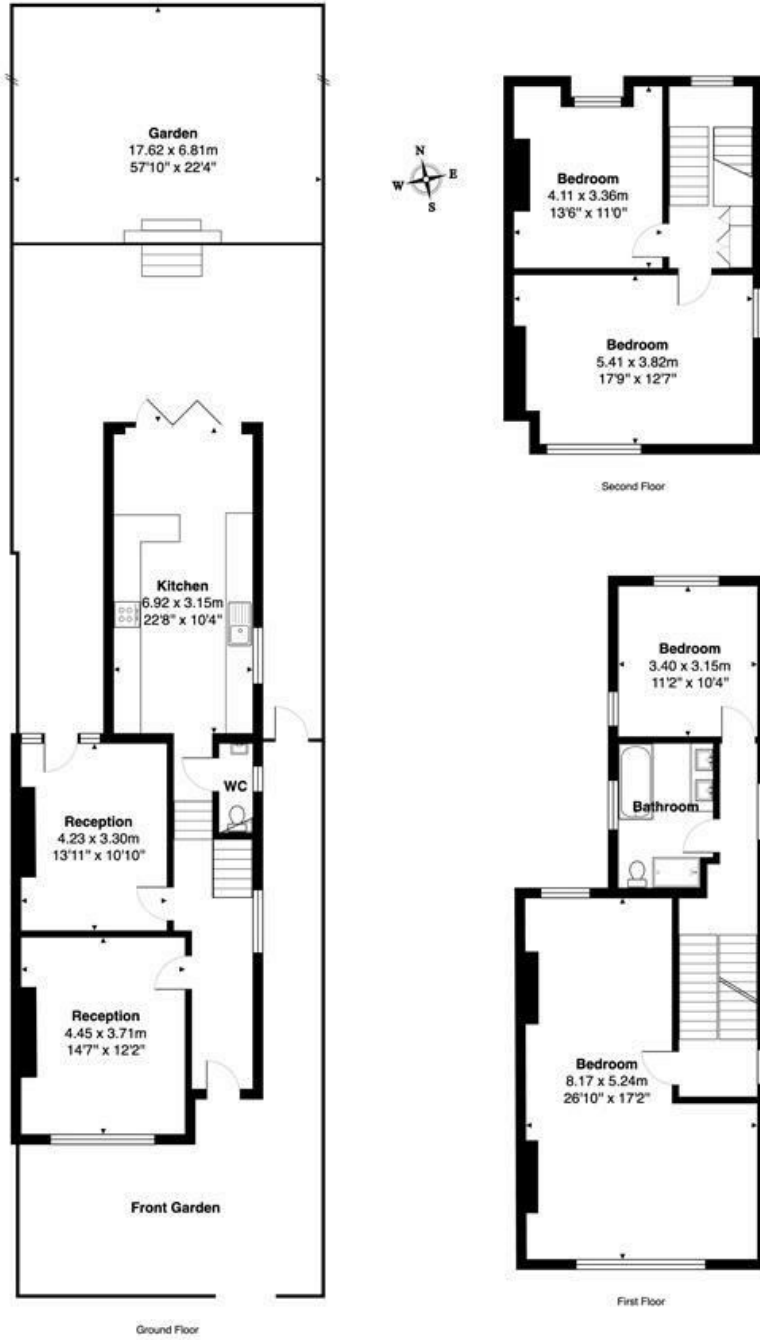 Garden
17.62 x 6.81m
57'10" x 22'4"
N
W E
S
Bedroom
4.11 x 3.36m
13'6" x 11'0"
Bedroom
5.41 x 3.82m
17'9" x 12'7"
Second Floor
Kitchen
6.92 x 3.15m
22'8" x 10'4"
WC
Reception
4.23 x 3.30m
13'11" x 10'10"
Reception
4.45 x 3.71m
14'7" x 12'2"
Front Garden
Ground Floor
Bedroom
3.40 x 3.15m
11'2" x 10'4"
Bathroom
Bedroom
8.17 x 5.24m
26'10" x 17'2"
First Floor